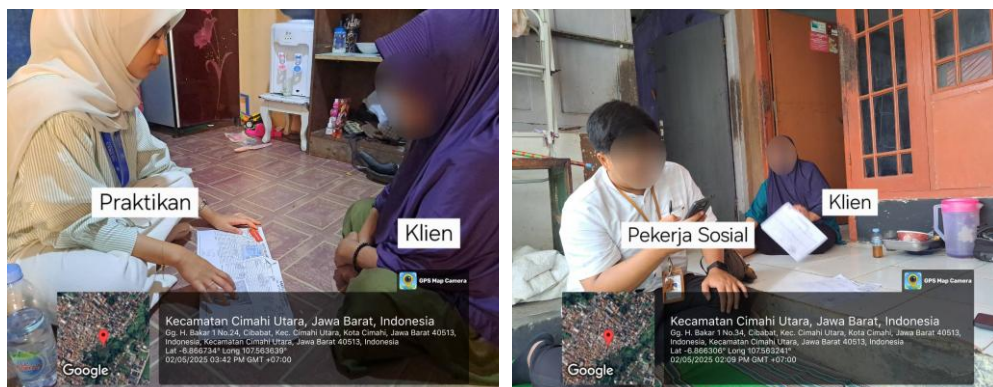 Praktikan
Klien
GPS Map Camera
Kecamatan Cimahi Utara, Jawa Barat, Indonesia
Gg. H. Bakar 1 No.24, Cibabat, Kec. Cimahi Utara, Kota Cimahi, Jawa Barat 40513,
Indonesia, Kecamatan Cimahi Utara, Jawa Barat 40513, Indonesia
Lat -6.866734° Long 107.563639°
02/05/2025 03:42 PM GMT +07:00
Google
Pekerja Sosial
Klien
GPS Map Camera
Kecamatan Cimahi Utara, Jawa Barat, Indonesia
Gg. H. Bakar 1 No.34, Cibabat, Kec. Cimahi Utara, Kota Cimahi, Jawa Barat 40513,
Indonesia, Kecamatan Cimahi Utara, Jawa Barat 40513, Indonesia
Lat -6.866306° Long 107.563241°
02/05/2025 02:09 PM GMT +07:00
Google